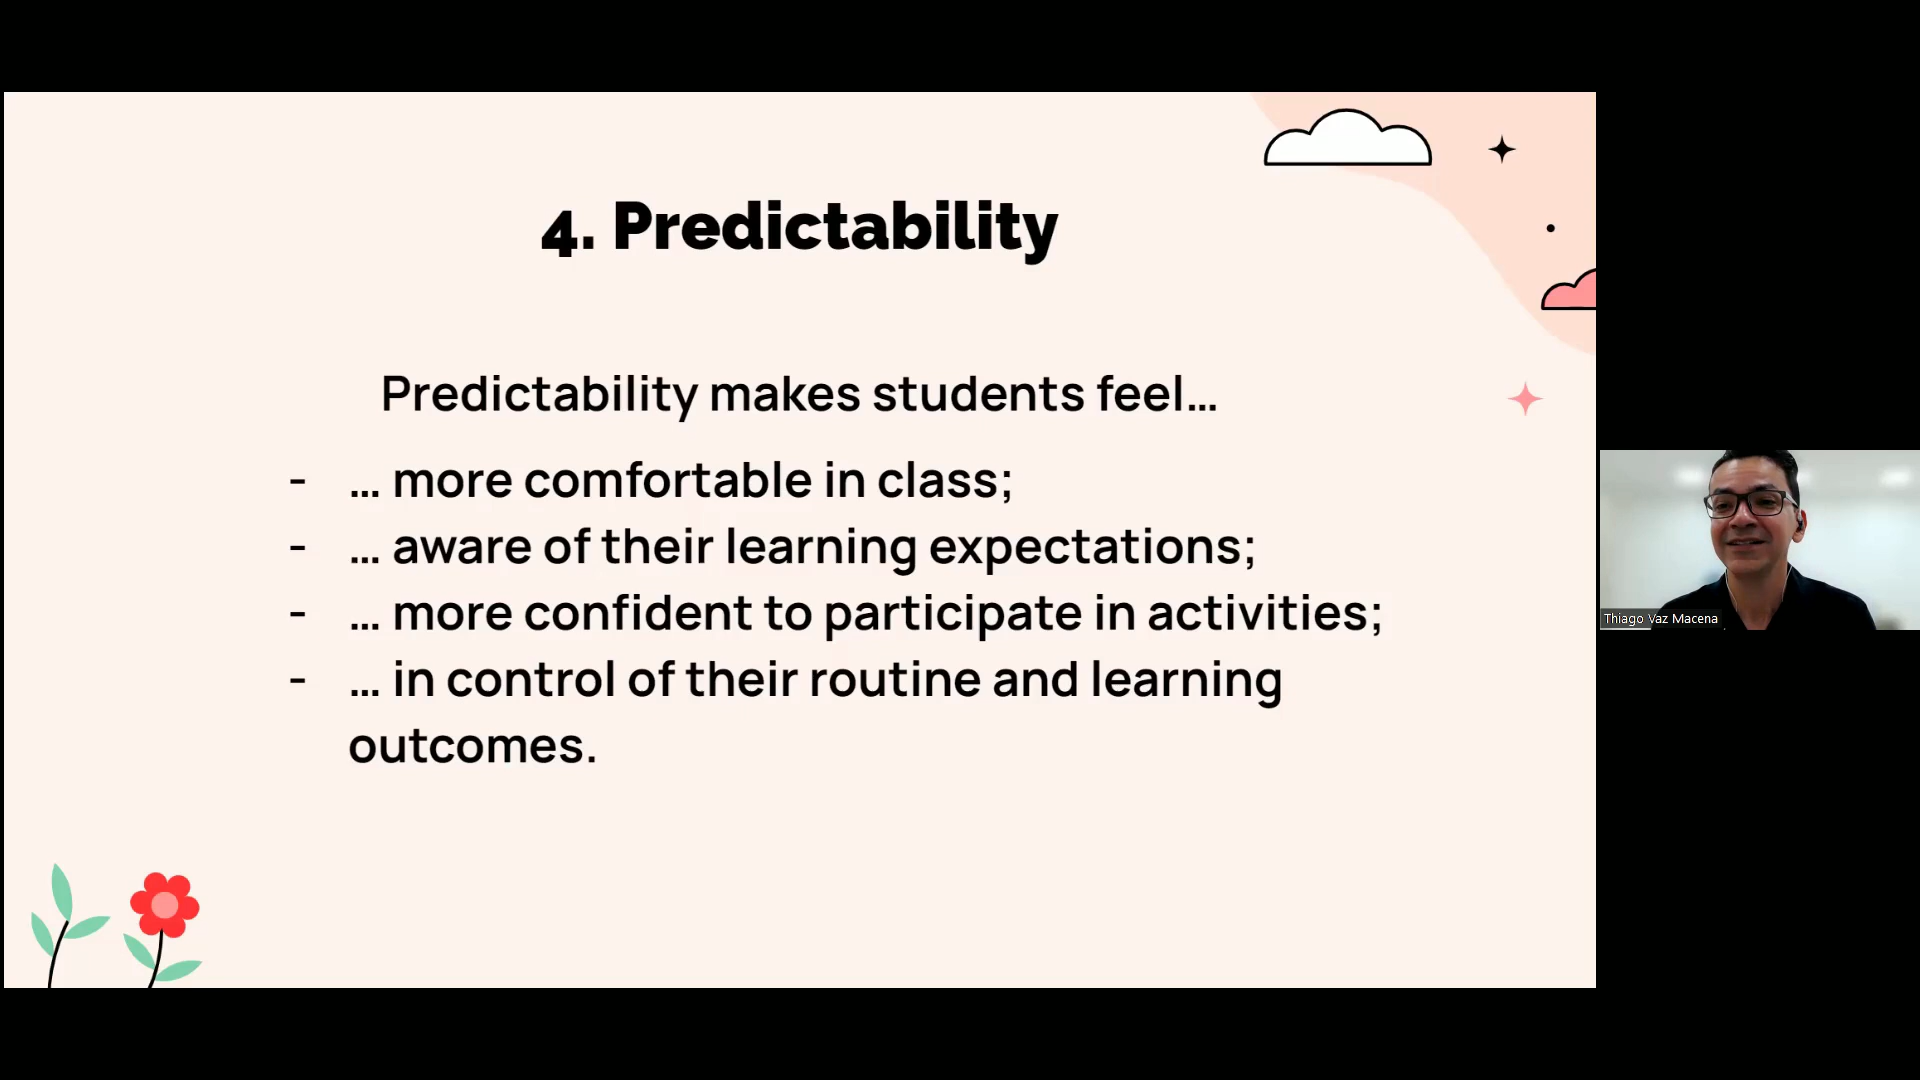 4. Predictability
Predictability makes students feel…
- … more comfortable in class;
- … aware of their learning expectations;
- … more confident to participate in activities;
- … in control of their routine and learning
outcomes.
Thiago Vaz Macena